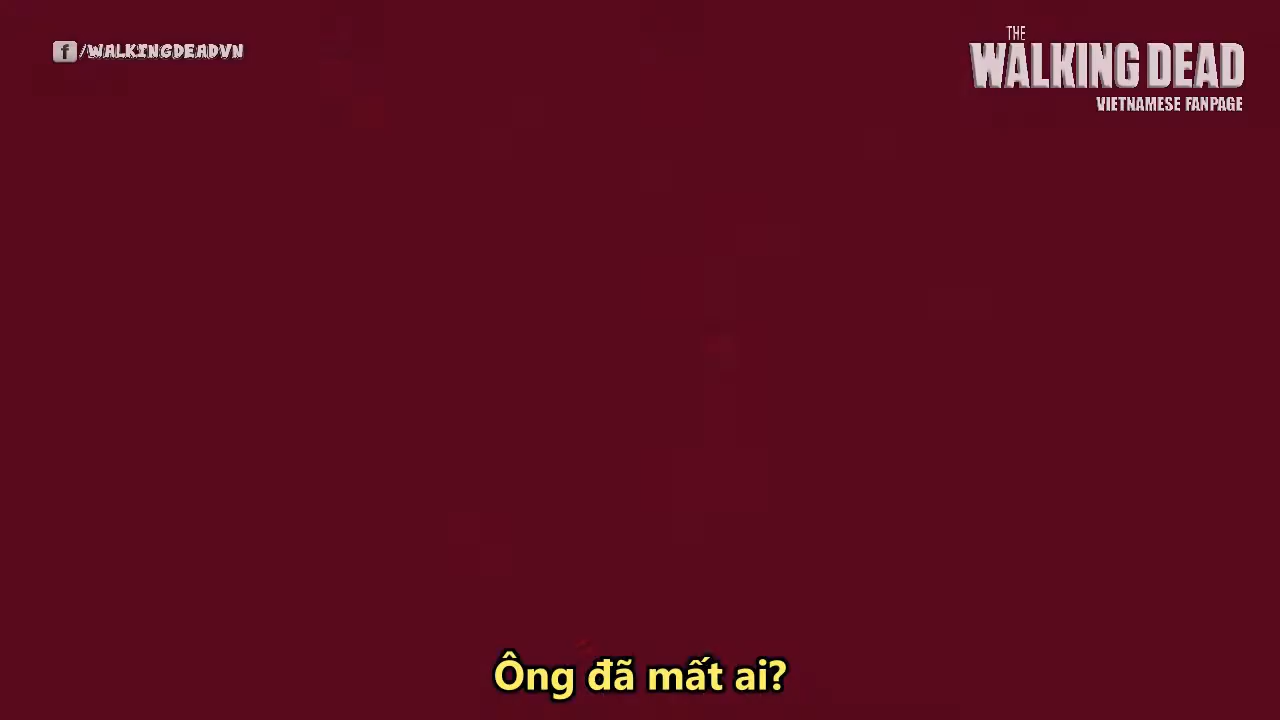 f/WALKINGDEADVN
THE
WALKING DEAD
VIETNAMESE FANPAGE
Ông đã mất ai?